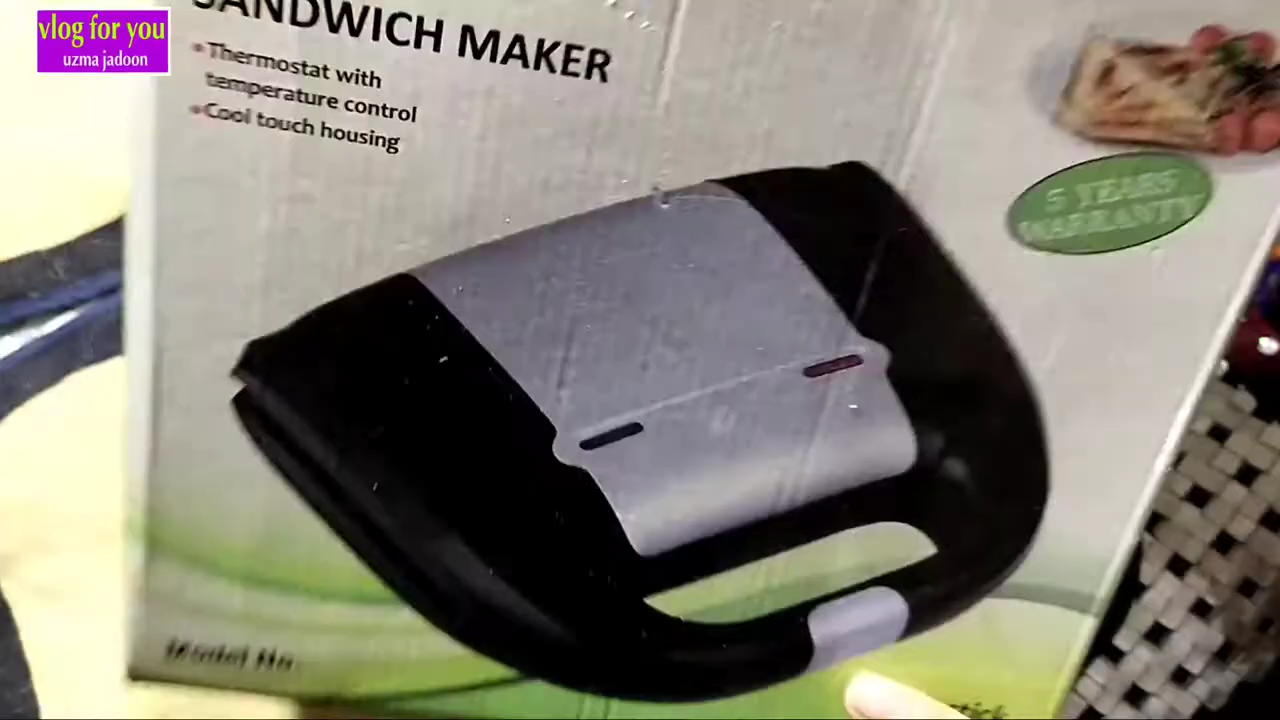 vlog for you
uzma jadoon
SANDWICH MAKER
•Thermostat with
temperature control
•Cool touch housing
5 YEARS
WARRANTY
Model No
stick